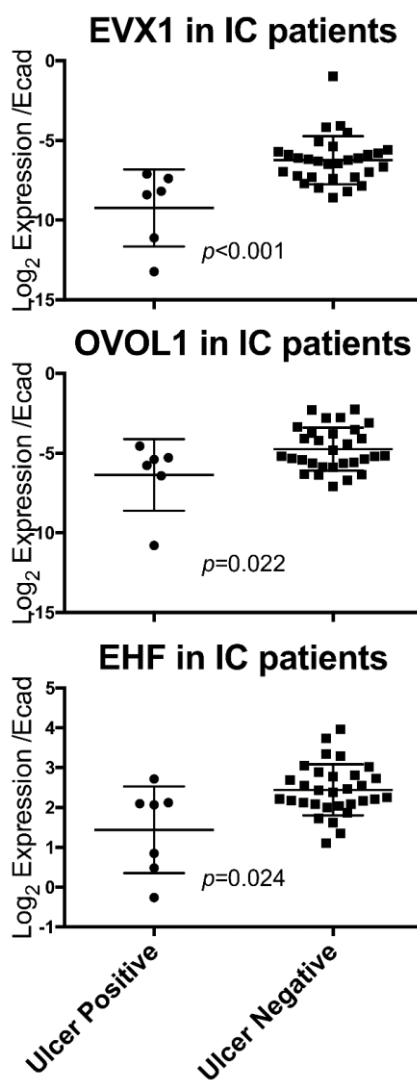 EVX1 in IC patients
Log₂ Expression /Ecad
0
-5
-10
-15
p<0.001
OVOL1 in IC patients
Log₂ Expression /Ecad
0
-5
-10
-15
p=0.022
EHF in IC patients
Log₂ Expression /Ecad
5
4
3
2
1
0
-1
p=0.024
Ulcer Positive
Ulcer Negative